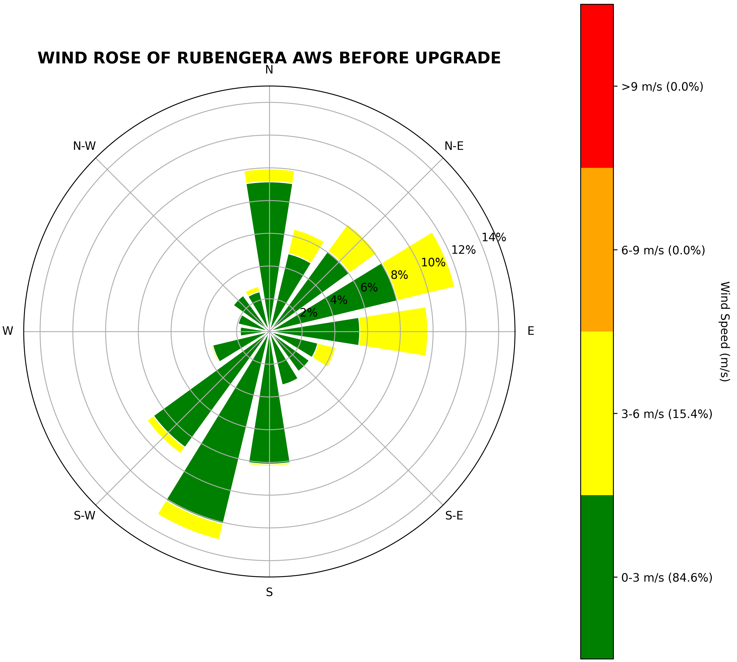 WIND ROSE OF RUBENGERA AWS BEFORE UPGRADE
N
N-W
N-E
W
E
S-W
S-E
S
2%
4%
6%
8%
10%
12%
14%
>9 m/s (0.0%)
6-9 m/s (0.0%)
3-6 m/s (15.4%)
0-3 m/s (84.6%)
Wind Speed (m/s)